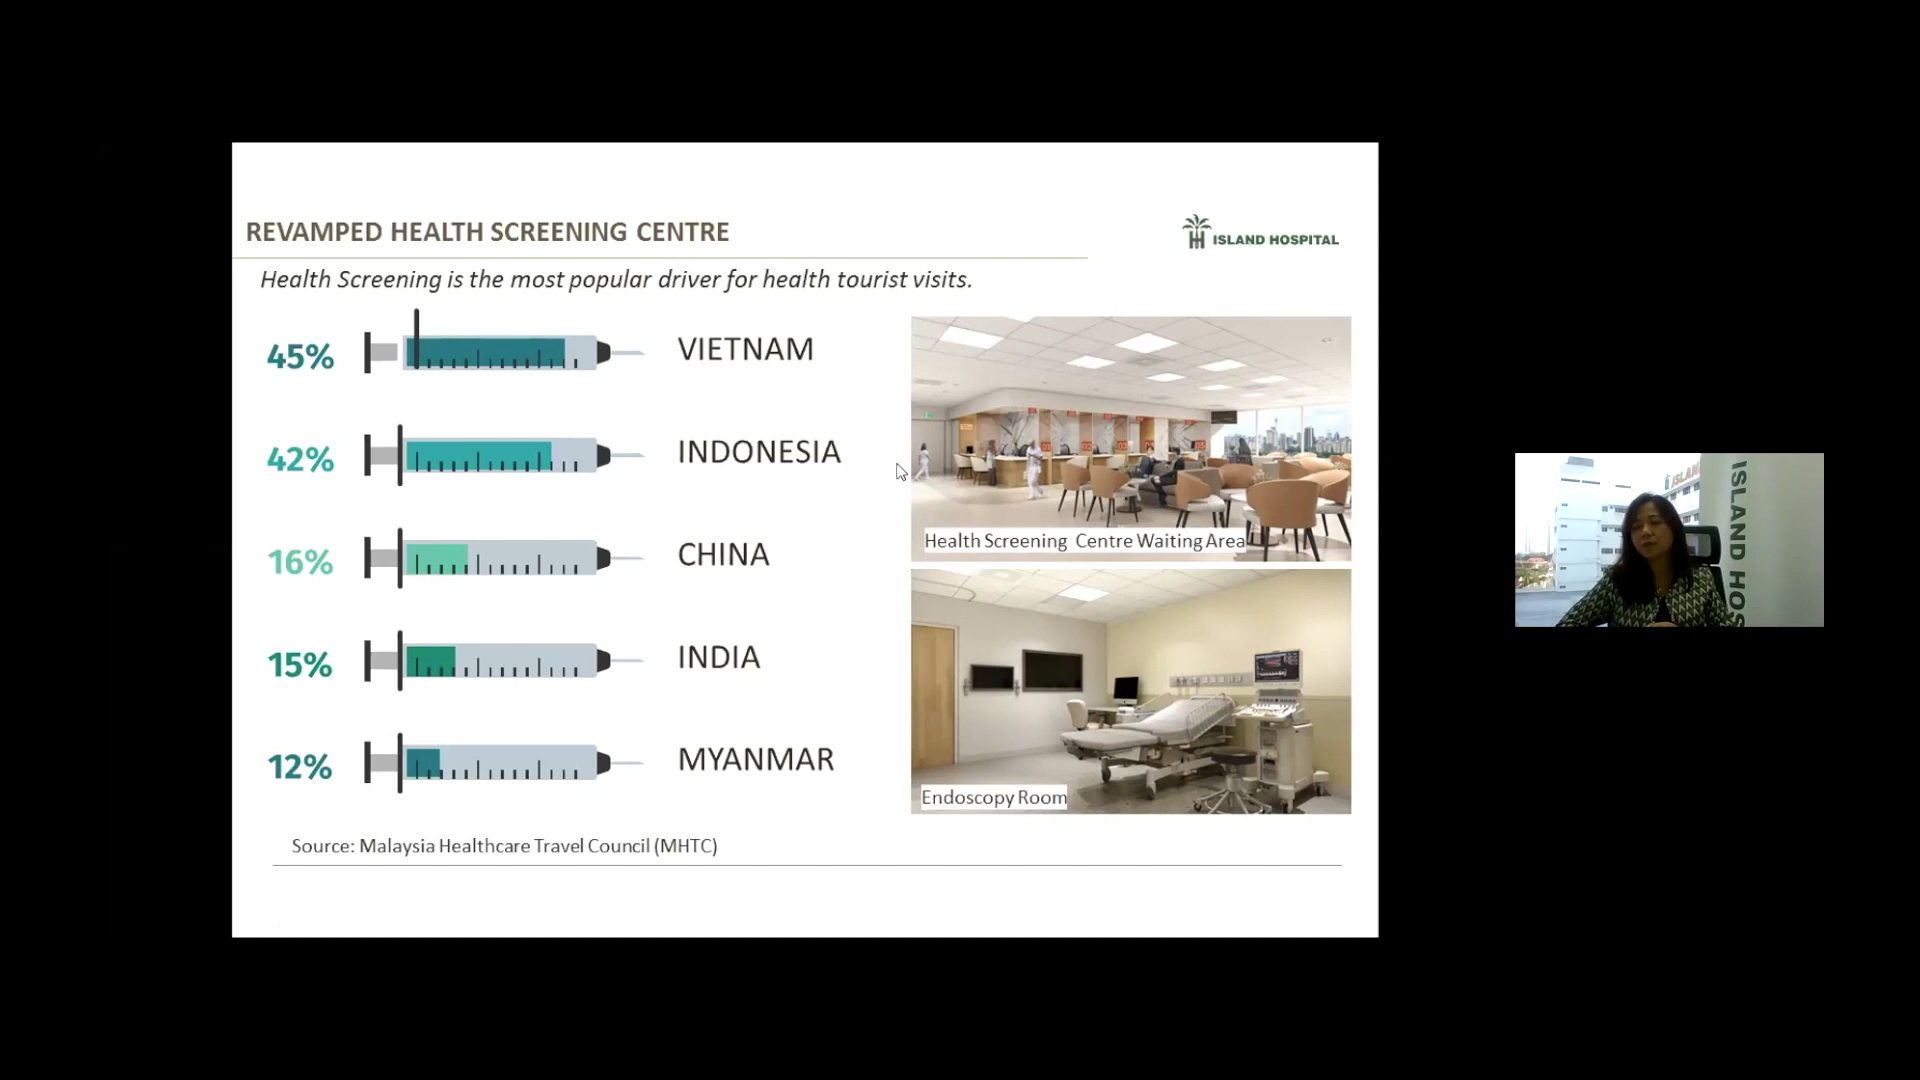 REVAMPED HEALTH SCREENING CENTRE
ISLAND HOSPITAL
Health Screening is the most popular driver for health tourist visits.
45%
VIETNAM
42%
INDONESIA
16%
CHINA
15%
INDIA
12%
MYANMAR
Health Screening Centre Waiting Area
Endoscopy Room
Source: Malaysia Healthcare Travel Council (MHTC)
ISLAND HOS